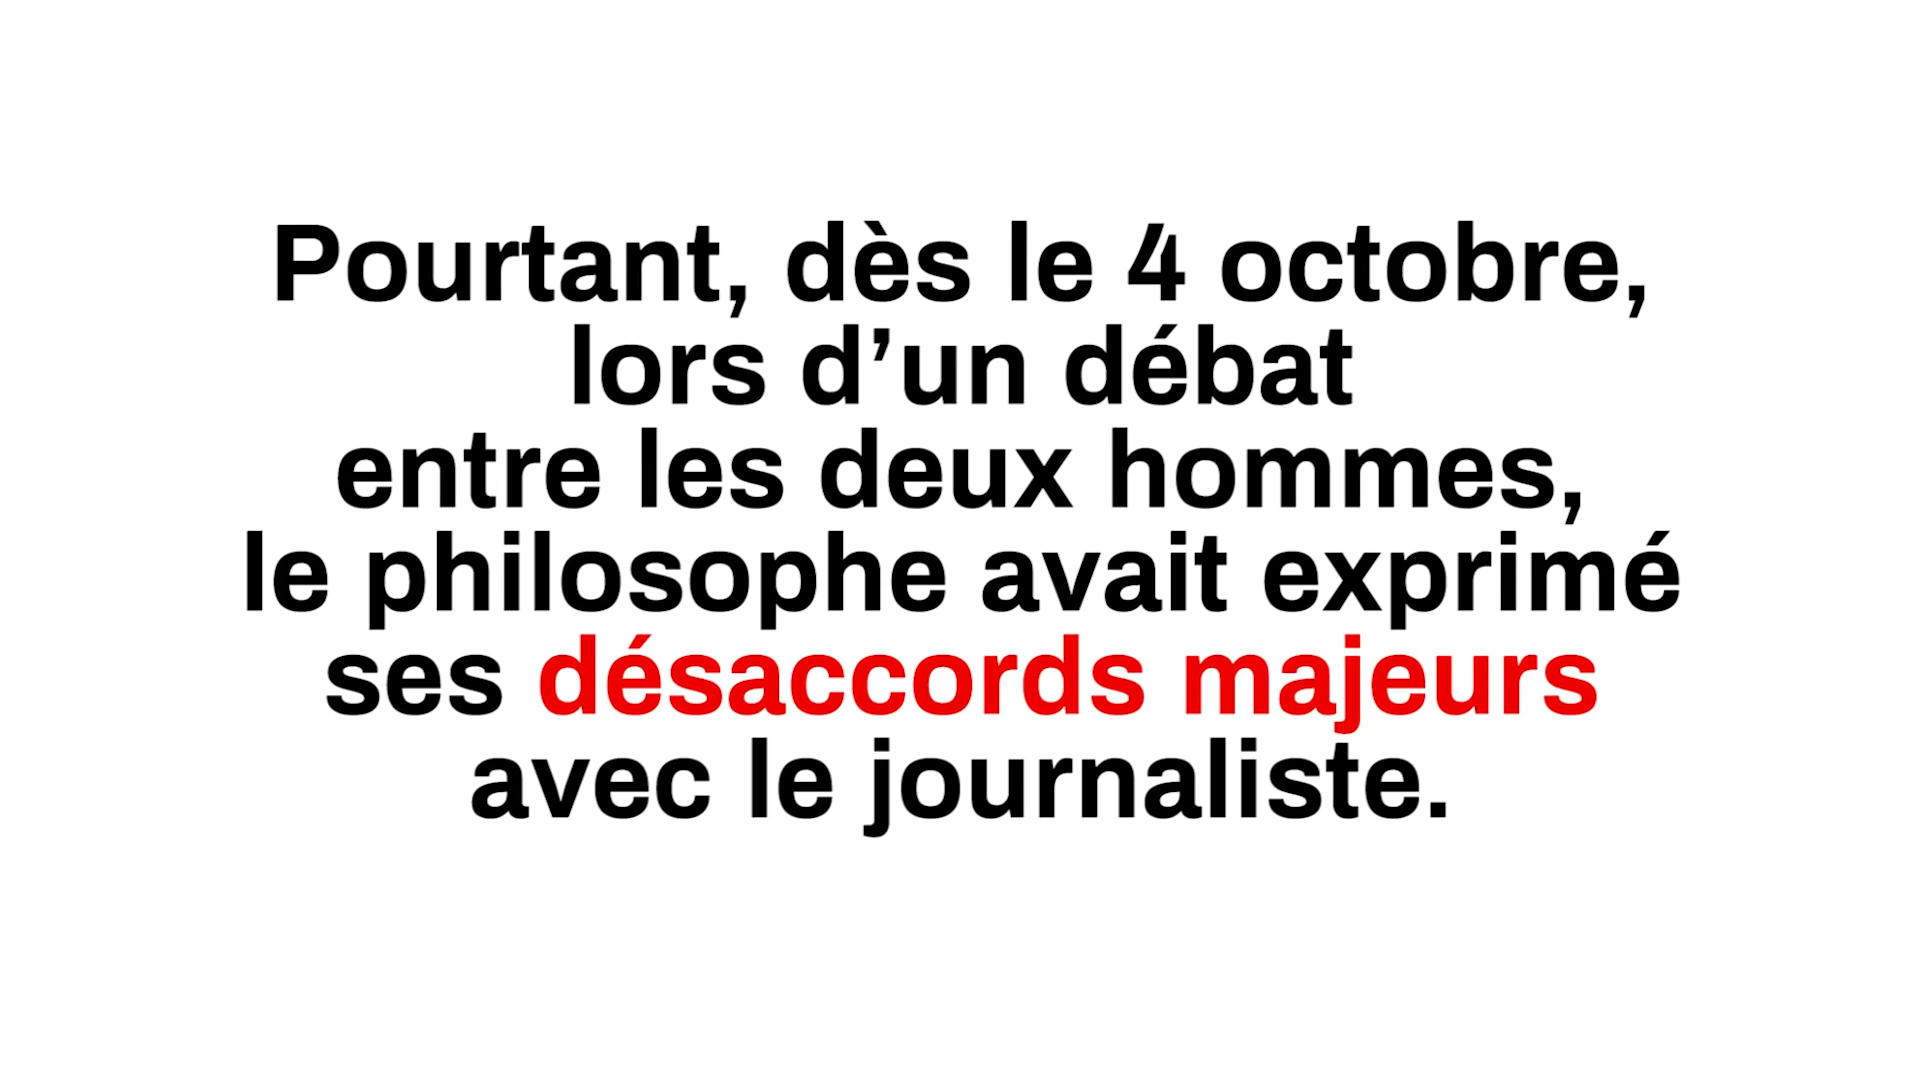 Pourtant, dès le 4 octobre,
lors d’un débat
entre les deux hommes,
le philosophe avait exprimé
ses désaccords majeurs
avec le journaliste.